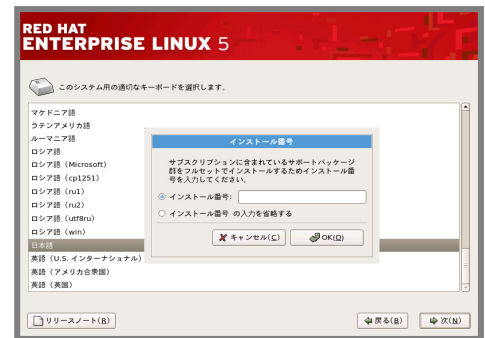 RED HAT
ENTERPRISE LINUX 5
このシステム用の適切なキーボードを選択します。
マケドニア語
ラテンアメリカ語
ルーマニア語
ロシア語
ロシア語 (Microsoft)
ロシア語 (cp1251)
ロシア語 (ru1)
ロシア語 (ru2)
ロシア語 (utf8ru)
ロシア語 (win)
日本語
英語 (U.S. インターナショナル)
英語 (アメリカ合衆国)
英語 (英国)
インストール番号
サブスクリプションに含まれているサポートパッケージ
群をフルセットでインストールするためインストール番
号を入力してください。
インストール番号:
インストール番号 の入力を省略する
キャンセル(C)
OK(O)
リリースノート(R)
戻る(B)
次(N)